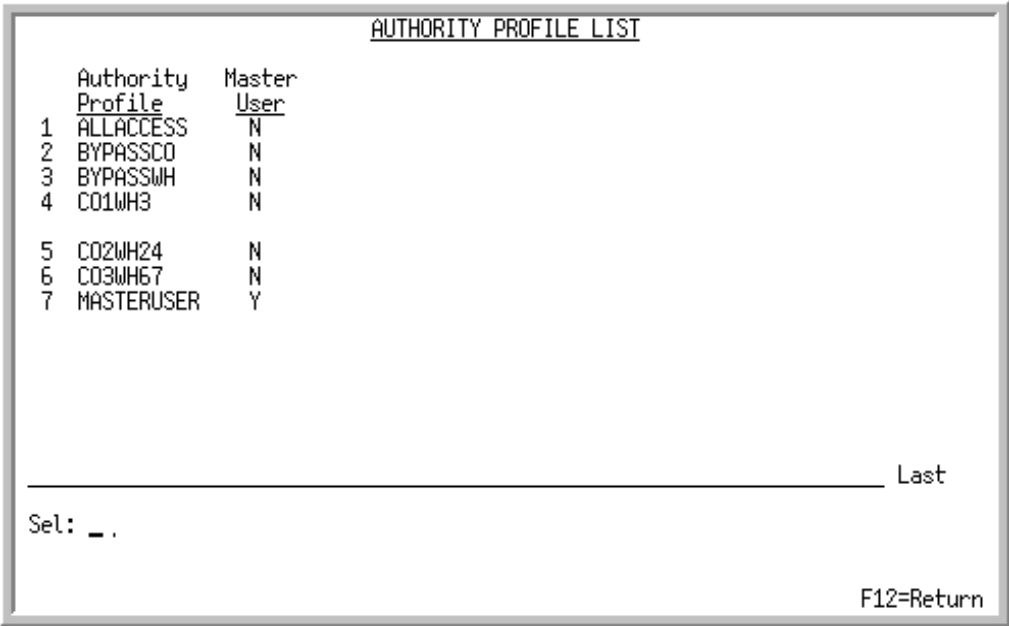 AUTHORITY PROFILE LIST
Authority Master
Profile User
1 ALLACCESS N
2 BYPASSCO N
3 BYPASSWH N
4 CO1WH3 N
5 CO2WH24 N
6 CO3WH67 N
7 MASTERUSER Y
Last
Sel: _ .
F12=Return